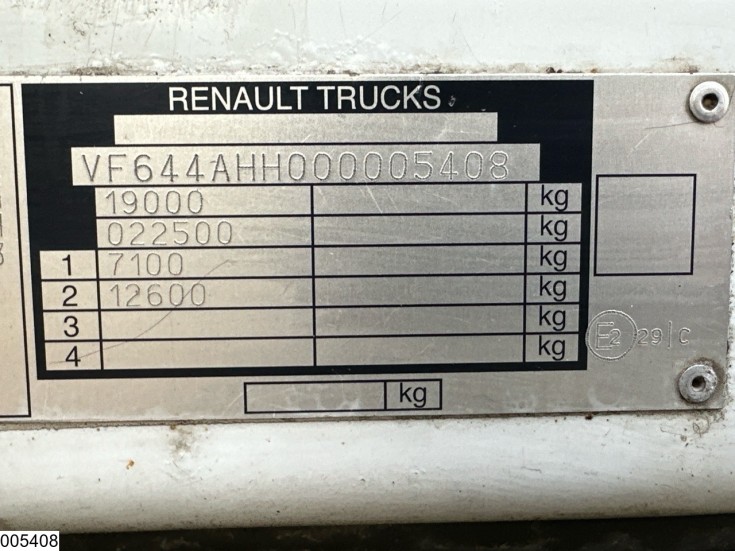 RENAULT TRUCKS
VF644AHH000005408
19000 kg
022500 kg
1 7100 kg
2 12600 kg
3 kg
4 kg
kg
E2 29|C
005408